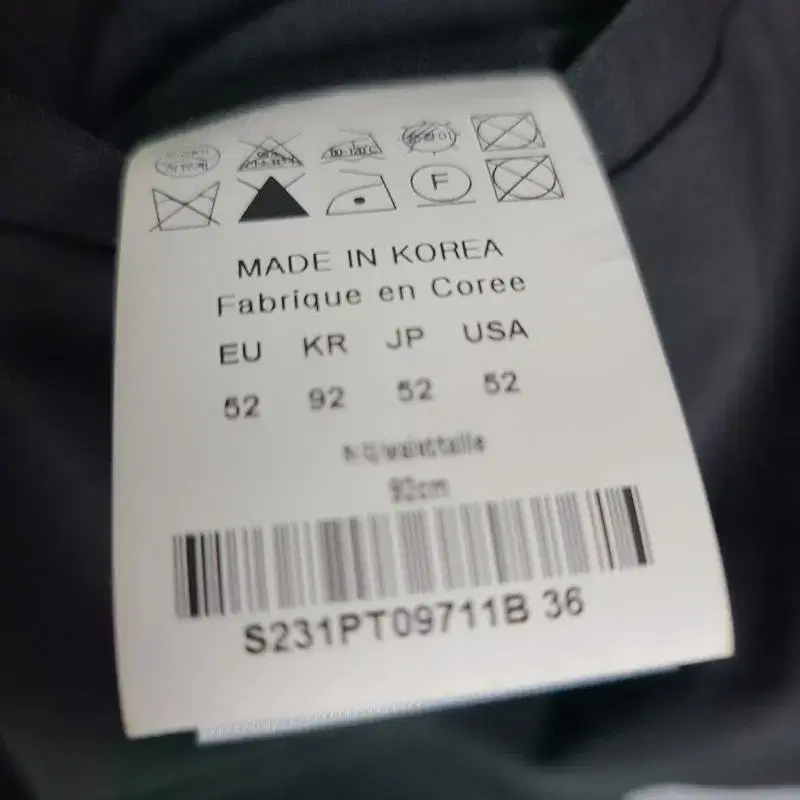 F
MADE IN KOREA
Fabrique en Coree
EU KR JP USA
52 92 52 52
92cm
S231PT09711B 36